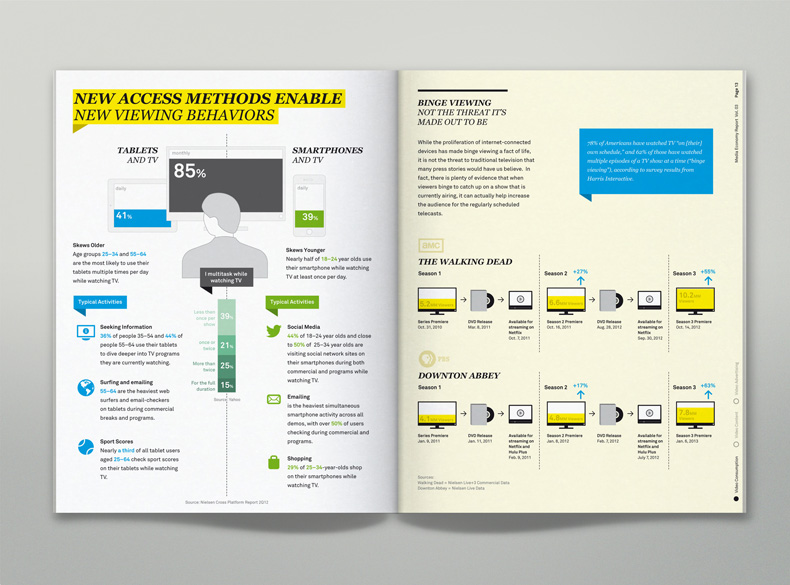 NEW ACCESS METHODS ENABLE
NEW VIEWING BEHAVIORS
TABLETS
AND TV
SMARTPHONES
AND TV
monthly
85%
daily
41%
daily
39%
Skews Older
Age groups 25–34 and 55–64
are the most likely to use their
tablets multiple times per day
while watching TV.
Skews Younger
Nearly half of 18–24 year olds use
their smartphone while watching
TV at least once per day.
I multitask while
watching TV
Typical Activities
Seeking Information
36% of people 35–54 and 44% of
people 55–64 use their tablets
to dive deeper into TV programs
they are currently watching.
Surfing and emailing
55–64 are the heaviest web
surfers and email-checkers
on tablets during commercial
breaks and programs.
Sport Scores
Nearly a third of all tablet users
aged 25–64 check sport scores
on their tablets while watching
TV.
Less than
once per
show
39%
once or
twice
21%
More than
twice
25%
For the full
duration
15%
Source: Yahoo
Typical Activities
Social Media
44% of 18–24 year olds and close
to 50% of 25–34 year olds are
visiting social network sites on
their smartphones during both
commercial and programs while
watching TV.
Emailing
is the heaviest simultaneous
smartphone activity across all
demos, with over 50% of users
checking during commercial and
programs.
Shopping
29% of 25–34-year-olds shop
on their smartphones while
watching TV.
Source: Nielsen Cross Platform Report 2012
BINGE VIEWING
NOT THE THREAT IT'S
MADE OUT TO BE
While the proliferation of internet-connected
devices has made binge viewing a fact of life,
it is not the threat to traditional television that
many press stories would have us believe. In
fact, there is plenty of evidence that when
viewers binge to catch up on a show that is
currently airing, it can actually help increase
the audience for the regularly scheduled
telecasts.
78% of Americans have watched TV "on [their]
own schedule," and 62% of those have watched
multiple episodes of a TV show at a time ("binge
viewing"), according to survey results from
Harris Interactive.
Media Economy Report Vol. 03 Page 13
AMC
THE WALKING DEAD
Season 1
Season 2 +27%
Season 3 +55%
5.2
6.6
10.2
Series Premiere
Oct. 31, 2010
DVD Release
Mar. 8, 2011
Available for
streaming on
Netflix
Oct. 7, 2011
Season 2 Premiere
Oct. 16, 2011
DVD Release
Aug. 28, 2012
Available for
streaming on
Netflix
Sep. 30, 2012
Season 3 Premiere
Oct. 14, 2012
PBS
DOWNTON ABBEY
Season 1
Season 2 +17%
Season 3 +63%
4.1
4.8
7.8
Series Premiere
Jan. 9, 2011
DVD Release
Jan. 11, 2011
Available for
streaming on
Netflix and
Hulu Plus
Feb. 9, 2011
Season 2 Premiere
Jan. 8, 2012
DVD Release
Feb. 7, 2012
Available for
streaming on
Netflix and
Hulu Plus
July 7, 2012
Season 3 Premiere
Jan. 6, 2013
Sources:
Walking Dead = Nielsen Live+3 Commercial Data
Downton Abbey = Nielsen Live Data
Video Consumption
Video Content
Video Advertising